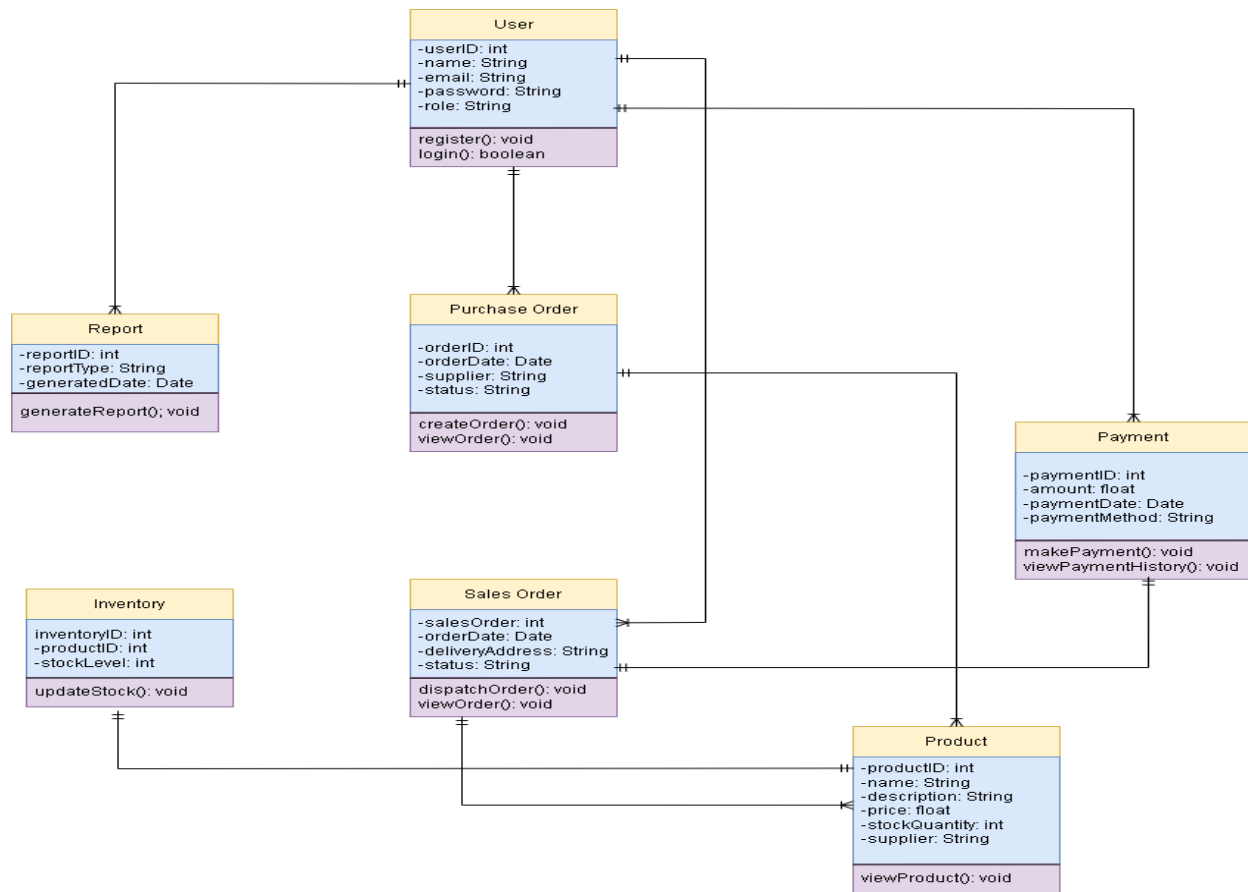 User
-userID: int
-name: String
-email: String
-password: String
-role: String
register(): void
login(): boolean
Report
-reportID: int
-reportType: String
-generatedDate: Date
generateReport(); void
Purchase Order
-orderID: int
-orderDate: Date
-supplier: String
-status: String
createOrder(): void
viewOrder(): void
Payment
-paymentID: int
-amount: float
-paymentDate: Date
-paymentMethod: String
makePayment(): void
viewPaymentHistory(): void
Inventory
inventoryID: int
-productID: int
-stockLevel: int
updateStock(): void
Sales Order
-salesOrder: int
-orderDate: Date
-deliveryAddress: String
-status: String
dispatchOrder(): void
viewOrder(): void
Product
-productID: int
-name: String
-description: String
-price: float
-stockQuantity: int
-supplier: String
viewProduct(): void